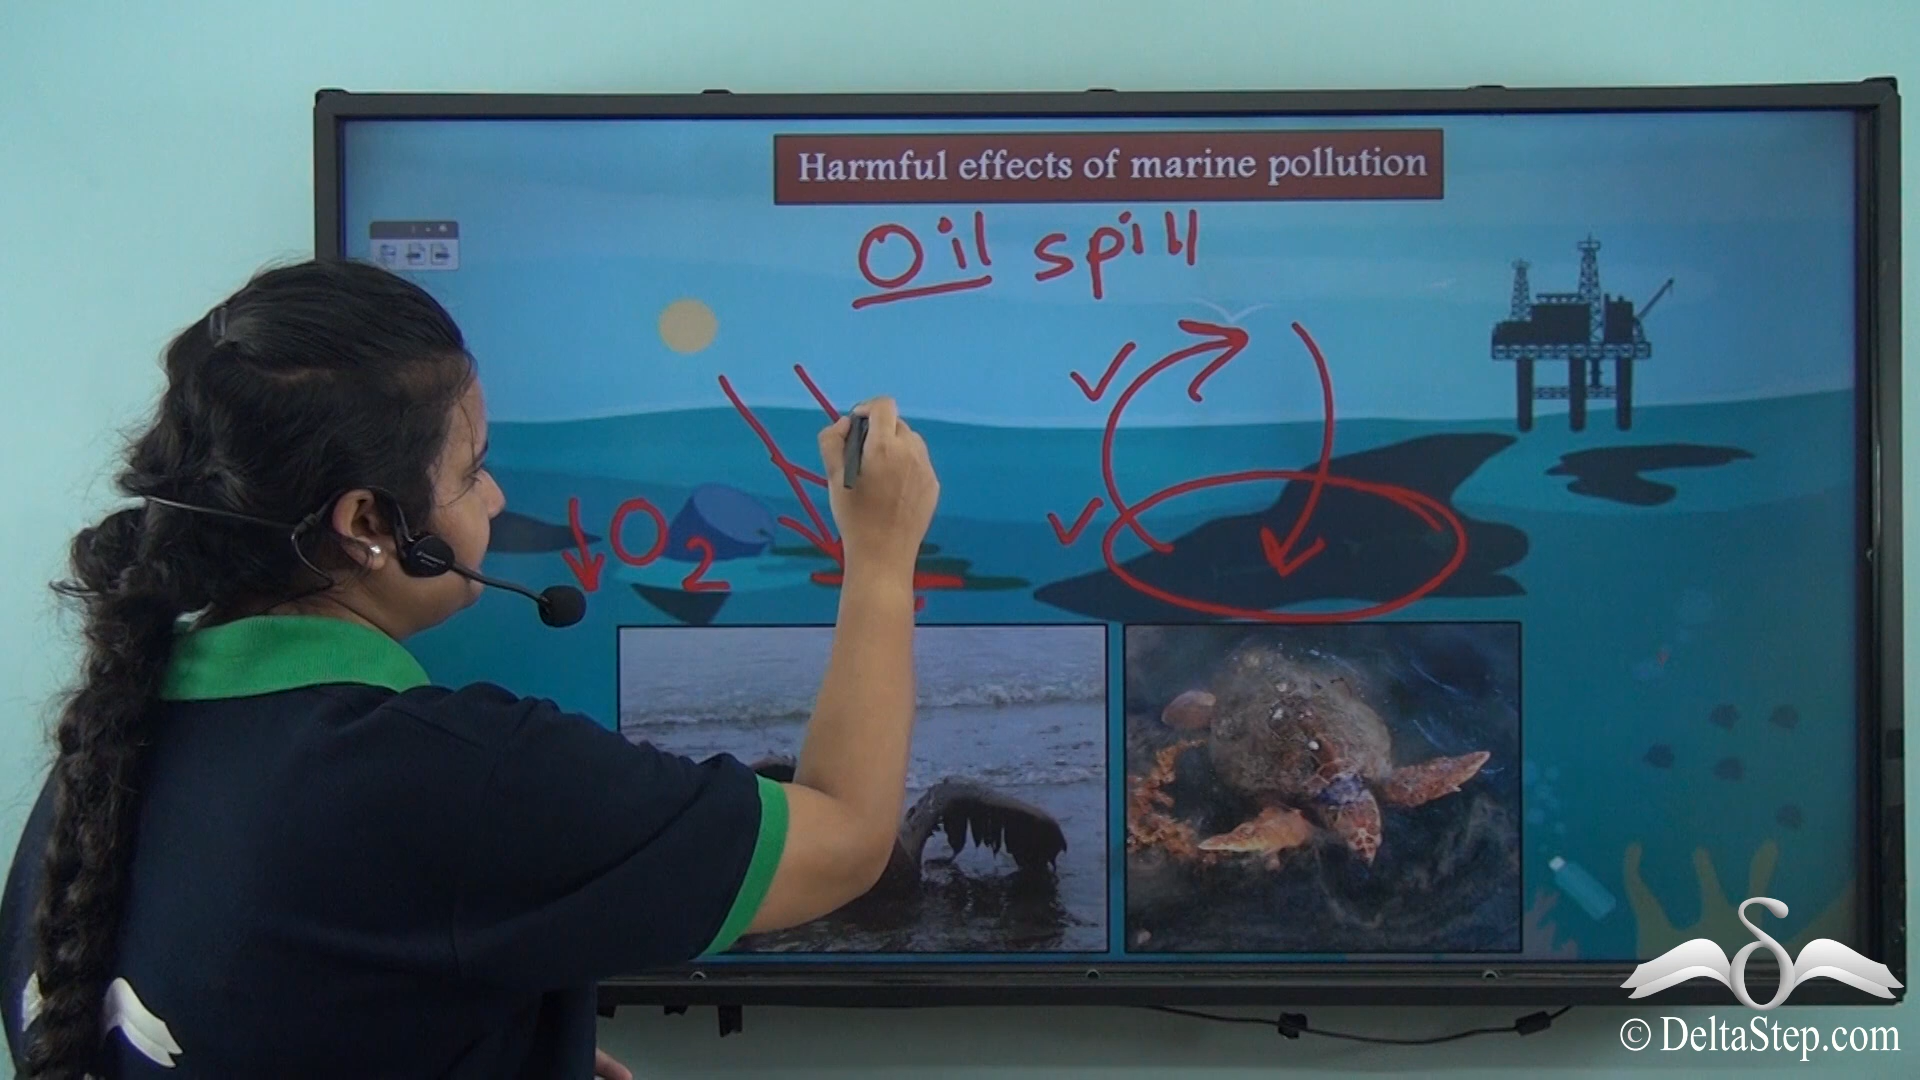 Harmful effects of marine pollution
Oil spill
↓O₂
© DeltaStep.com